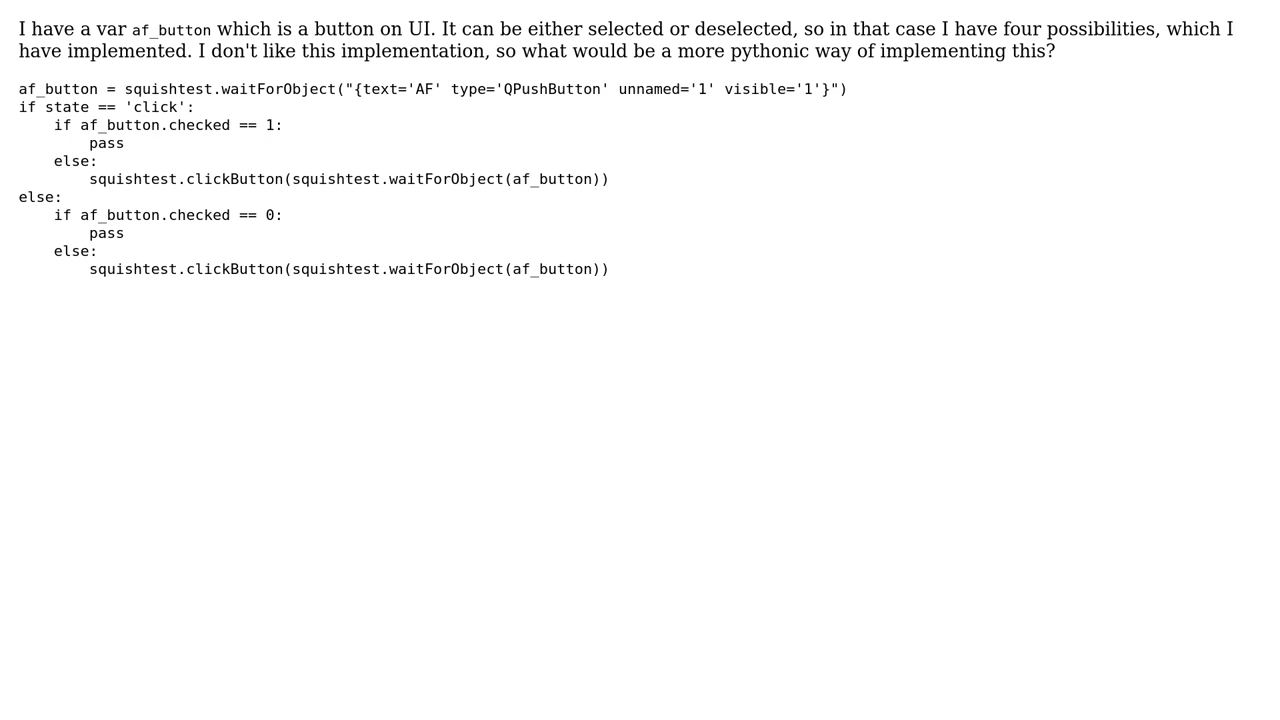 I have a var af_button which is a button on UI. It can be either selected or deselected, so in that case I have four possibilities, which I
have implemented. I don't like this implementation, so what would be a more pythonic way of implementing this?
af_button = squishtest.waitForObject("{text='AF' type='QPushButton' unnamed='1' visible='1'}")
if state == 'click':
    if af_button.checked == 1:
        pass
    else:
        squishtest.clickButton(squishtest.waitForObject(af_button))
else:
    if af_button.checked == 0:
        pass
    else:
        squishtest.clickButton(squishtest.waitForObject(af_button))